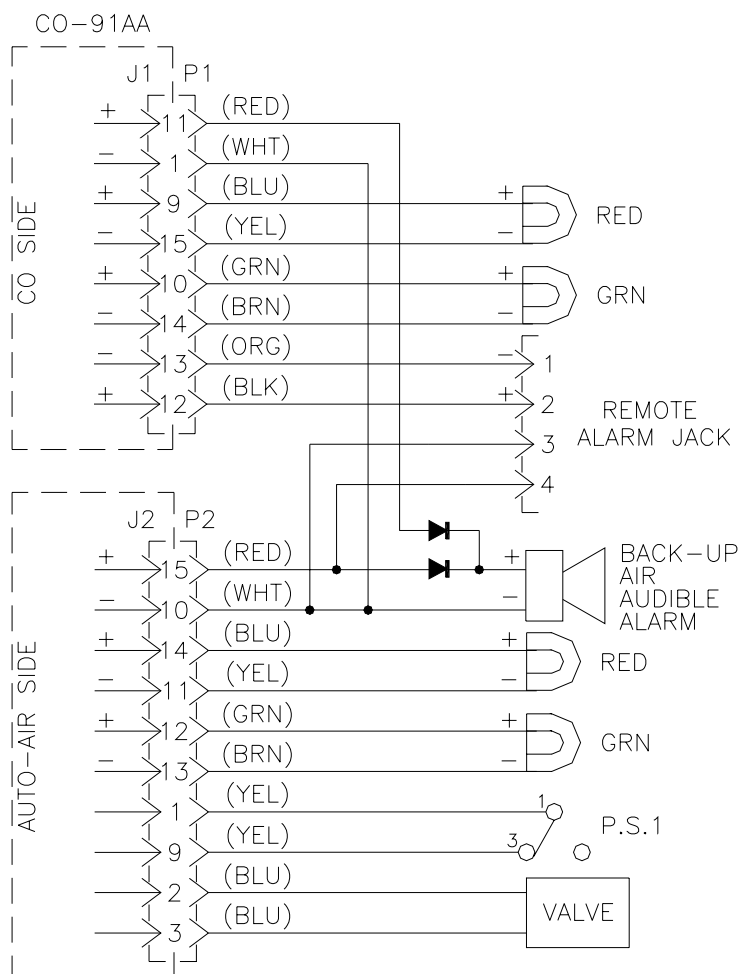 CO-91AA
J1 P1
+ 11 (RED)
- 1 (WHT)
+ 9 (BLU) +
- 15 (YEL) -
RED
+ 10 (GRN) +
- 14 (BRN) -
GRN
- 13 (ORG) - 1
+ 12 (BLK) + 2
3
4
CO SIDE
REMOTE
ALARM JACK
J2 P2
+ 15 (RED) +
- 10 (WHT) -
BACK-UP
AIR
AUDIBLE
ALARM
+ 14 (BLU) +
- 11 (YEL) -
RED
+ 12 (GRN) +
- 13 (BRN) -
GRN
1 (YEL) 1
9 (YEL) 3
P.S.1
2 (BLU)
3 (BLU)
VALVE
AUTO-AIR SIDE